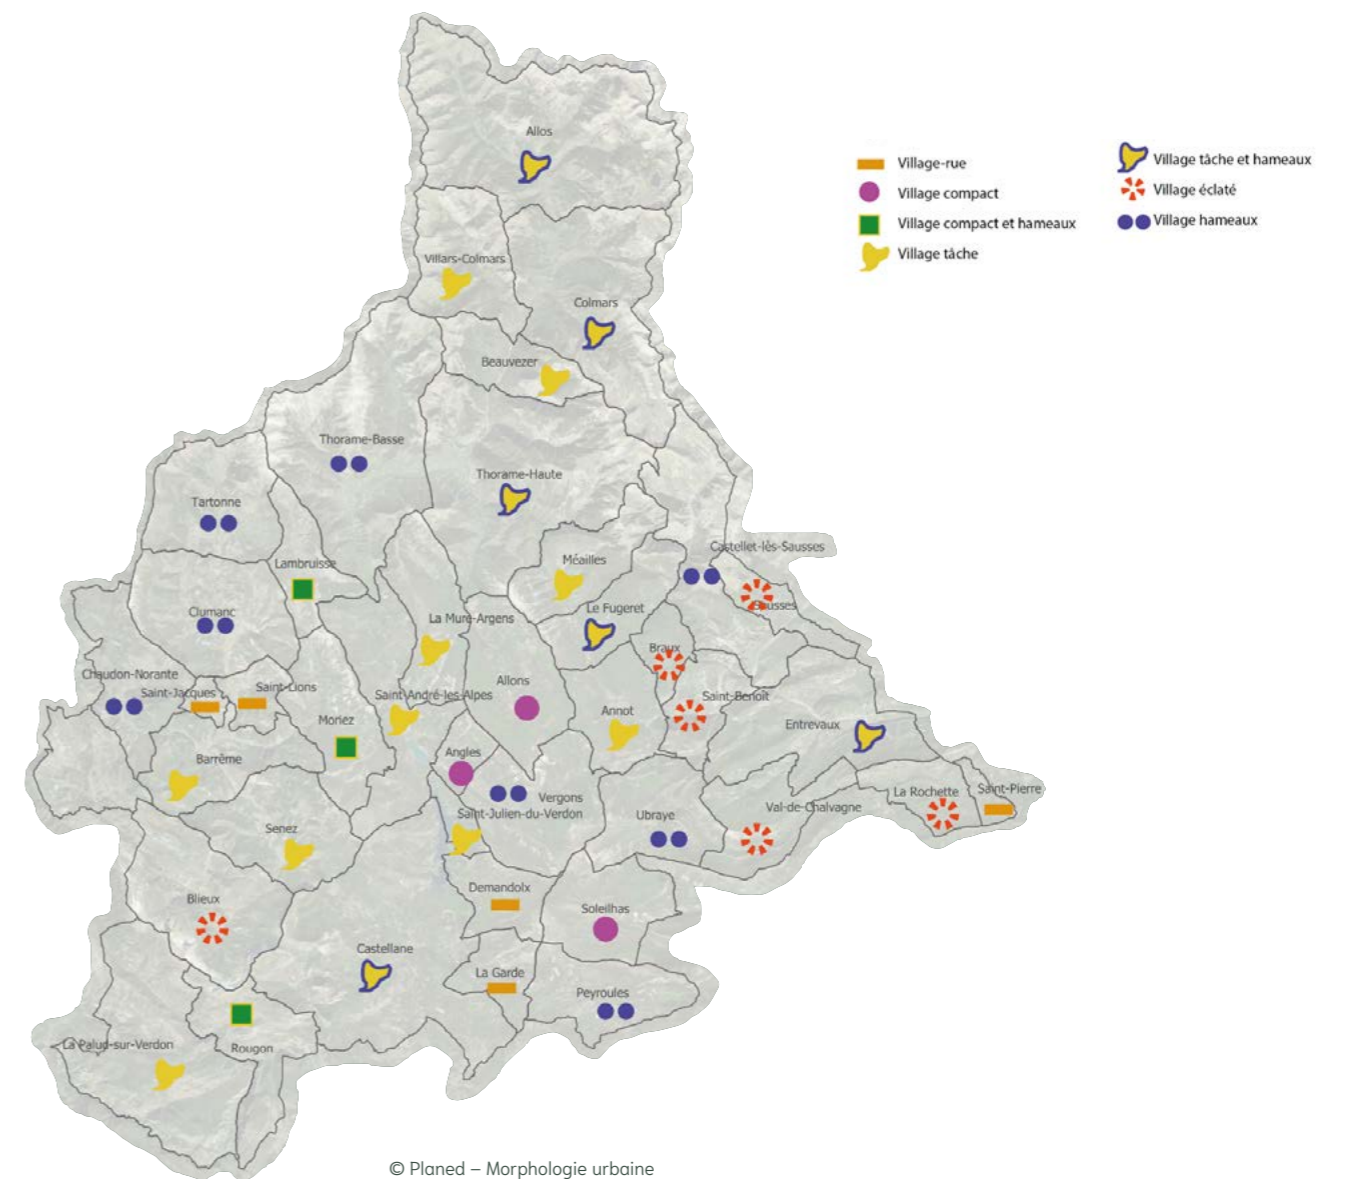 Allos
Village-rue
Village compact
Village compact et hameaux
Village tâche
Village tâche et hameaux
Village éclaté
Village hameaux
Villars-Colmars
Colmars
Beauvezer
Thorame-Basse
Thorame-Haute
Tartonne
Castellet-lès-Sausses
Lambruisse
Méailles
Sausses
Clumanc
La Mure-Argens
Le Fugeret
Braux
Chaudon-Norante
Saint-Jacques
Saint-Lions
Saint-André-les-Alpes
Allons
Saint-Benoît
Moriez
Annot
Entrevaux
Barrême
Angles
Vergons
La Rochette
Saint-Pierre
Saint-Julien-du-Verdon
Ubraye
Val-de-Chalvagne
Senez
Demandolx
Blieux
Soleilhas
Castellane
La Garde
Peyroules
La Palud-sur-Verdon
Rougon
© Planed – Morphologie urbaine